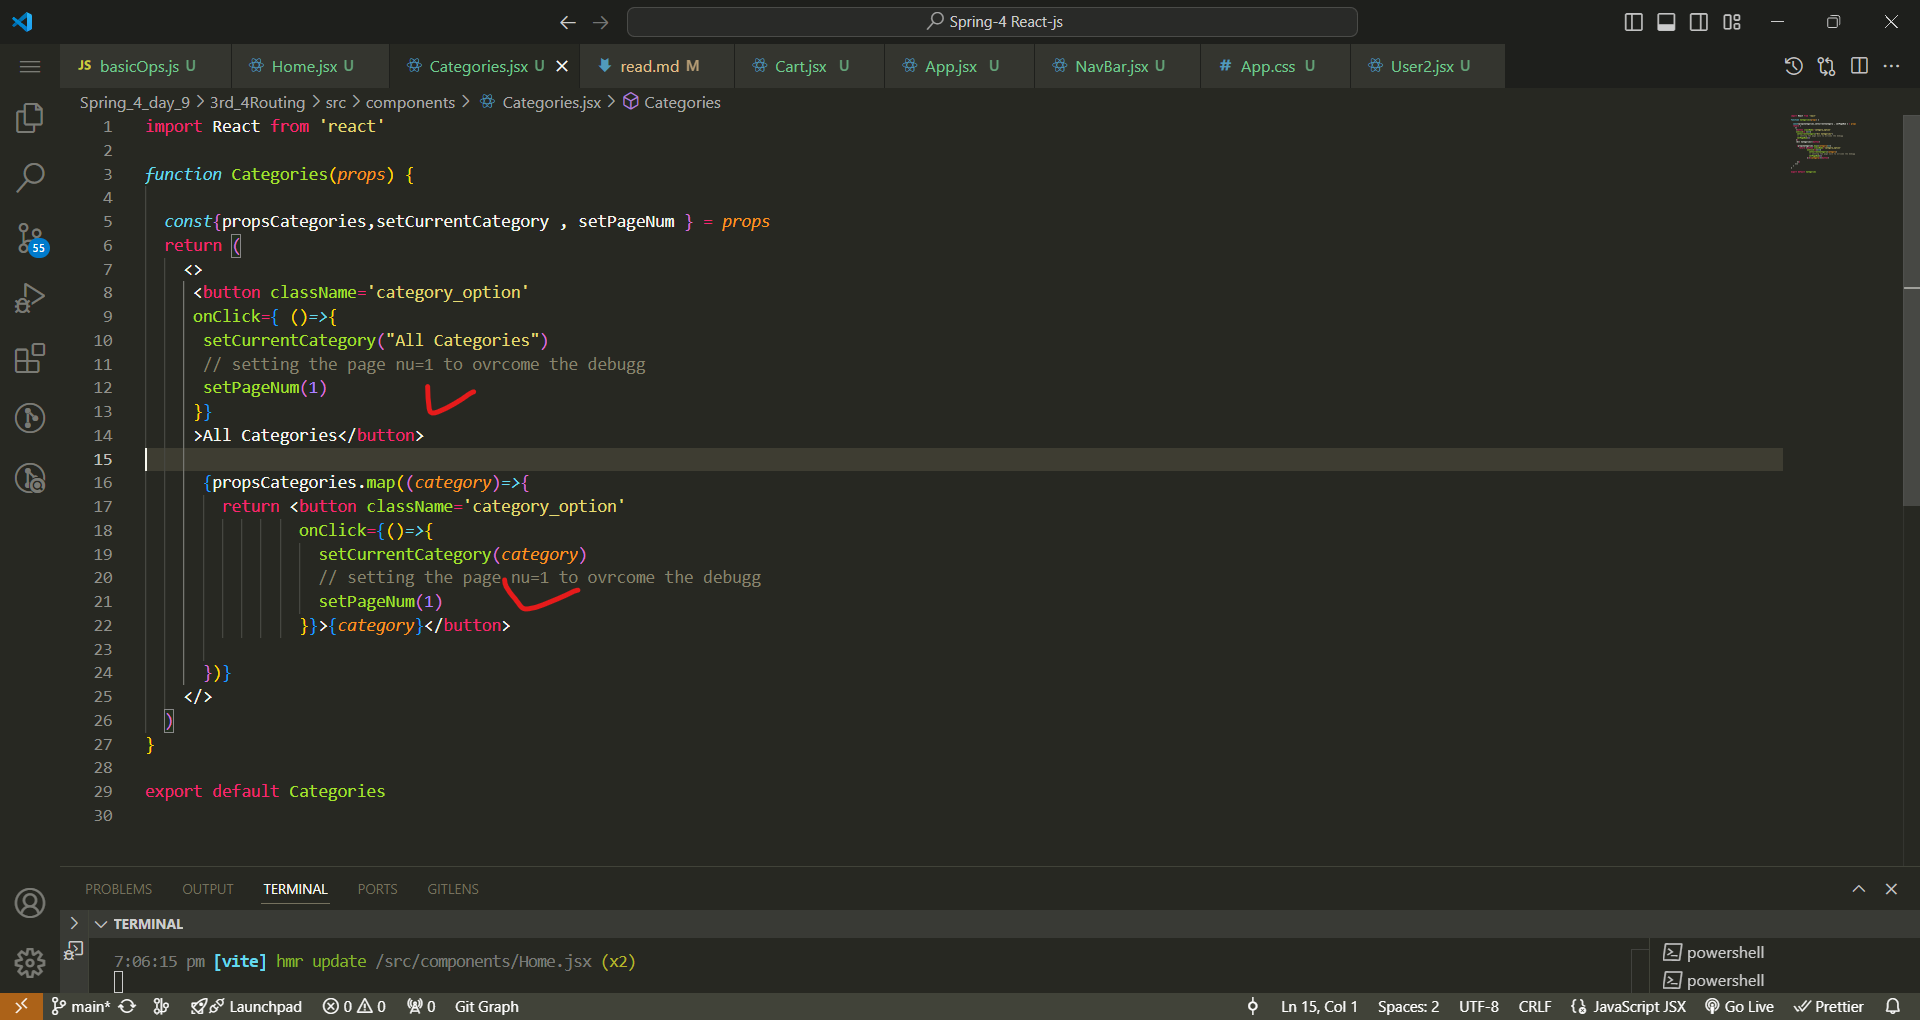 Spring-4 React-js
JS basicOps.js U
Home.jsx U
Categories.jsx U
read.md M
Cart.jsx U
App.jsx U
NavBar.jsx U
# App.css U
User2.jsx U
Spring_4_day_9 > 3rd_4Routing > src > components > Categories.jsx > Categories
1 import React from 'react'
2
3 function Categories(props) {
4
5 const{propsCategories,setCurrentCategory , setPageNum } = props
6 return (
7 <>
8 <button className='category_option'
9 onClick={ ()=>{
10 setCurrentCategory("All Categories")
11 // setting the page nu=1 to ovrcome the debugg
12 setPageNum(1)
13 }}
14 >All Categories</button>
15
16 {propsCategories.map((category)=>{
17 return <button className='category_option'
18 onClick={()=>{
19 setCurrentCategory(category)
20 // setting the page nu=1 to ovrcome the debugg
21 setPageNum(1)
22 }}>{category}</button>
23
24 })}
25 </>
26 )
27 }
28
29 export default Categories
30
55
PROBLEMS OUTPUT TERMINAL PORTS GITLENS
TERMINAL
7:06:15 pm [vite] hmr update /src/components/Home.jsx (x2)
powershell
powershell
main* Launchpad 0 0 0 Git Graph
Ln 15, Col 1 Spaces: 2 UTF-8 CRLF JavaScript JSX Go Live Prettier